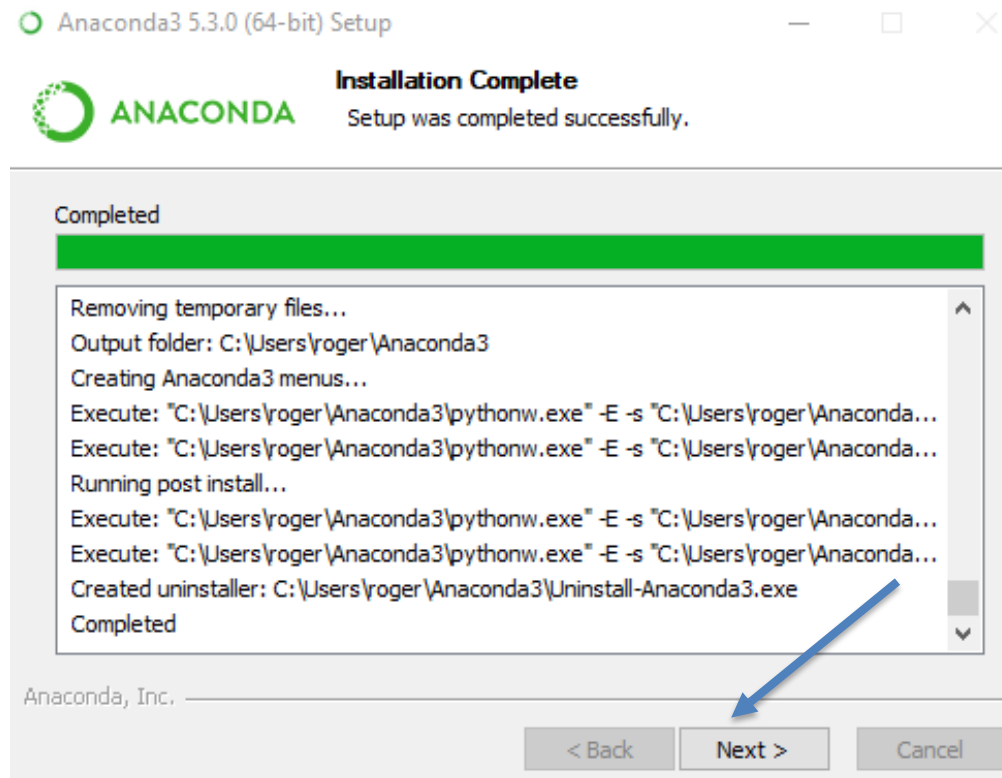 Anaconda3 5.3.0 (64-bit) Setup
ANACONDA
Installation Complete
Setup was completed successfully.
Completed
Removing temporary files...
Output folder: C:\Users\roger\Anaconda3
Creating Anaconda3 menus...
Execute: "C:\Users\roger\Anaconda3\pythonw.exe" -E -s "C:\Users\roger\Anaconda...
Execute: "C:\Users\roger\Anaconda3\pythonw.exe" -E -s "C:\Users\roger\Anaconda...
Running post install...
Execute: "C:\Users\roger\Anaconda3\pythonw.exe" -E -s "C:\Users\roger\Anaconda...
Execute: "C:\Users\roger\Anaconda3\pythonw.exe" -E -s "C:\Users\roger\Anaconda...
Created uninstaller: C:\Users\roger\Anaconda3\Uninstall-Anaconda3.exe
Completed
Anaconda, Inc.
< Back Next > Cancel